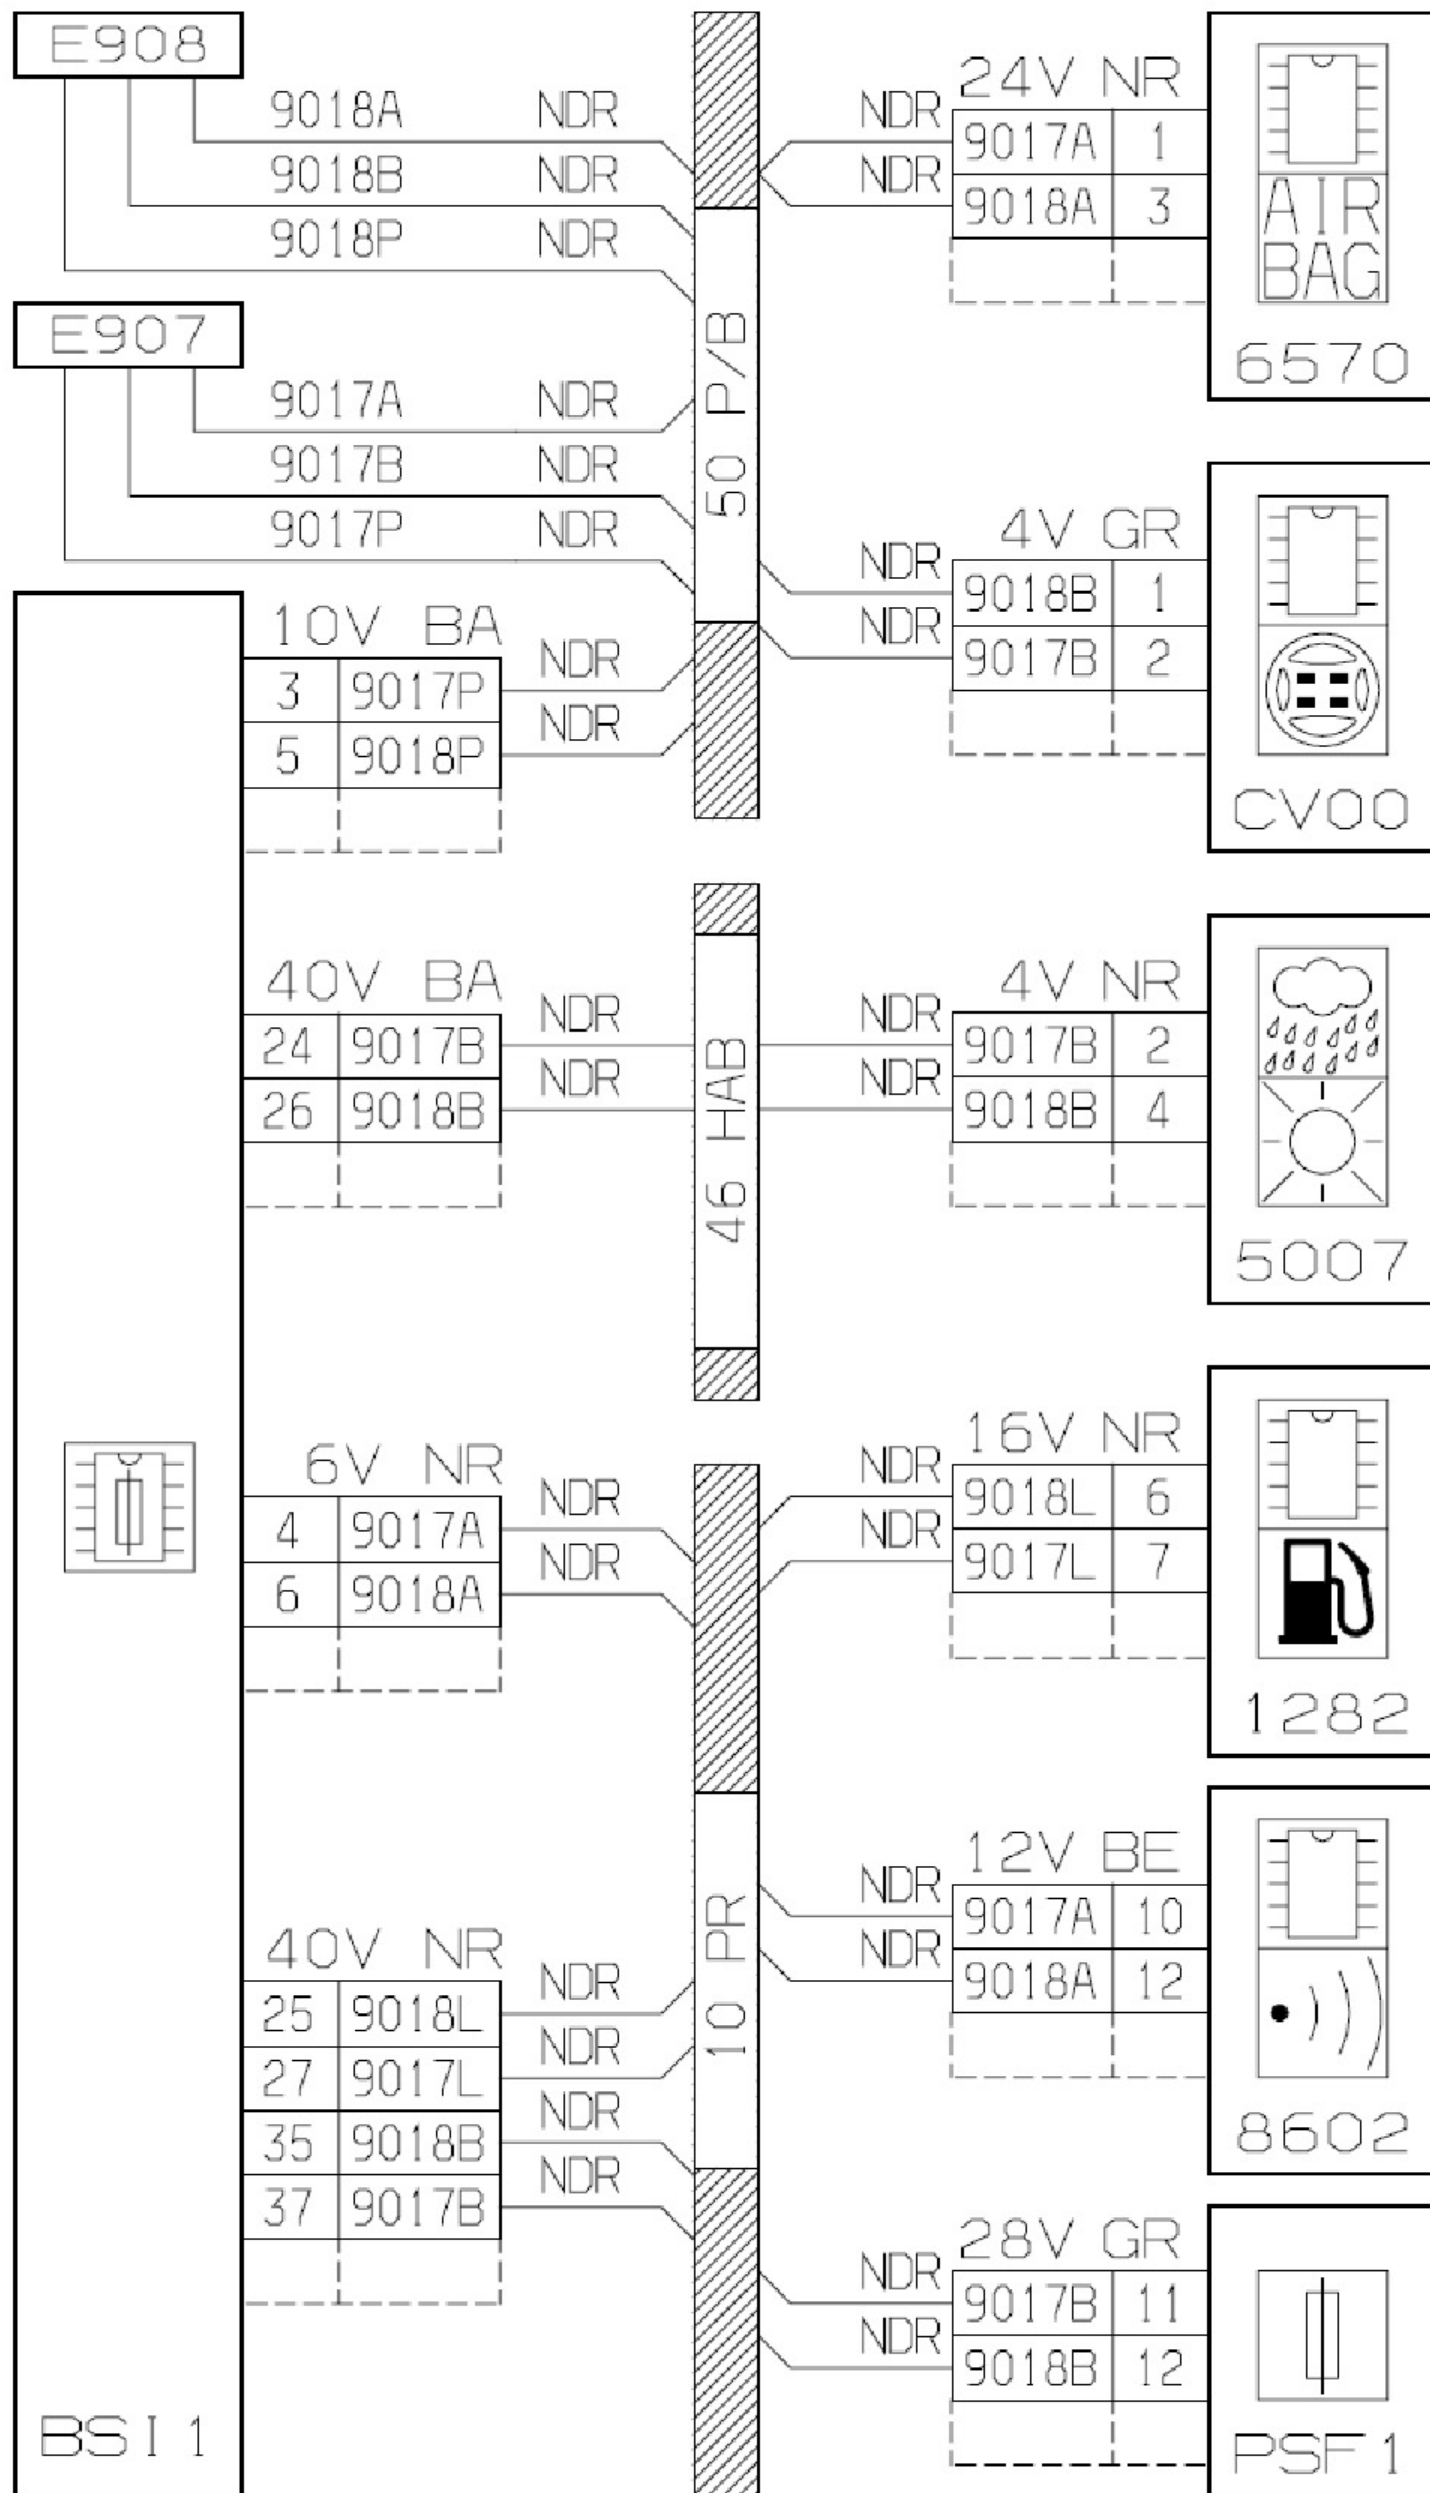 E908
9018A NDR
9018B NDR
9018P NDR
E907
9017A NDR
9017B NDR
9017P NDR
50 P/B
24V NR
NDR 9017A 1
NDR 9018A 3
AIR
BAG
6570
4V GR
NDR 9018B 1
NDR 9017B 2
CV00
10V BA
3 9017P NDR
5 9018P NDR
40V BA
24 9017B NDR
26 9018B NDR
46 HAB
4V NR
NDR 9017B 2
NDR 9018B 4
5007
6V NR
4 9017A NDR
6 9018A NDR
16V NR
NDR 9018L 6
NDR 9017L 7
1282
40V NR
25 9018L NDR
27 9017L NDR
35 9018B NDR
37 9017B NDR
10 PR
12V BE
NDR 9017A 10
NDR 9018A 12
8602
28V GR
NDR 9017B 11
NDR 9018B 12
PSF1
BSI 1